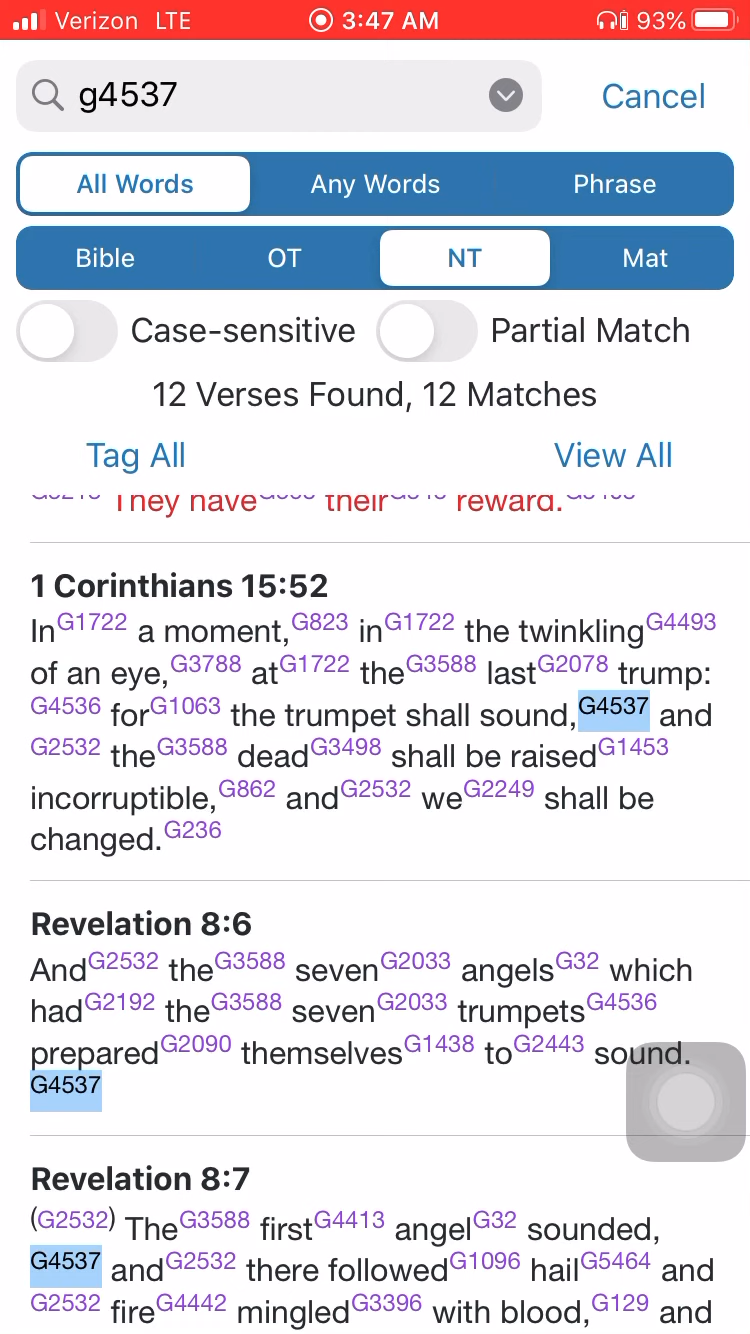 Verizon LTE 3:47 AM 93%
g4537 Cancel
All Words Any Words Phrase
Bible OT NT Mat
Case-sensitive Partial Match
12 Verses Found, 12 Matches
Tag All View All
They have their reward.
1 Corinthians 15:52
InG1722 a moment,G823 inG1722 the twinklingG4493
of an eye,G3788 atG1722 theG3588 lastG2078 trump:
G4536 forG1063 the trumpet shall sound,G4537 and
G2532 theG3588 deadG3498 shall be raisedG1453
incorruptible,G862 andG2532 weG2249 shall be
changed.G236
Revelation 8:6
AndG2532 theG3588 sevenG2033 angelsG32 which
hadG2192 theG3588 sevenG2033 trumpetsG4536
preparedG2090 themselvesG1438 toG2443 sound.
G4537
Revelation 8:7
(G2532) TheG3588 firstG4413 angelG32 sounded,
G4537 andG2532 there followedG1096 hailG5464 and
G2532 fireG4442 mingledG3396 with blood,G129 and